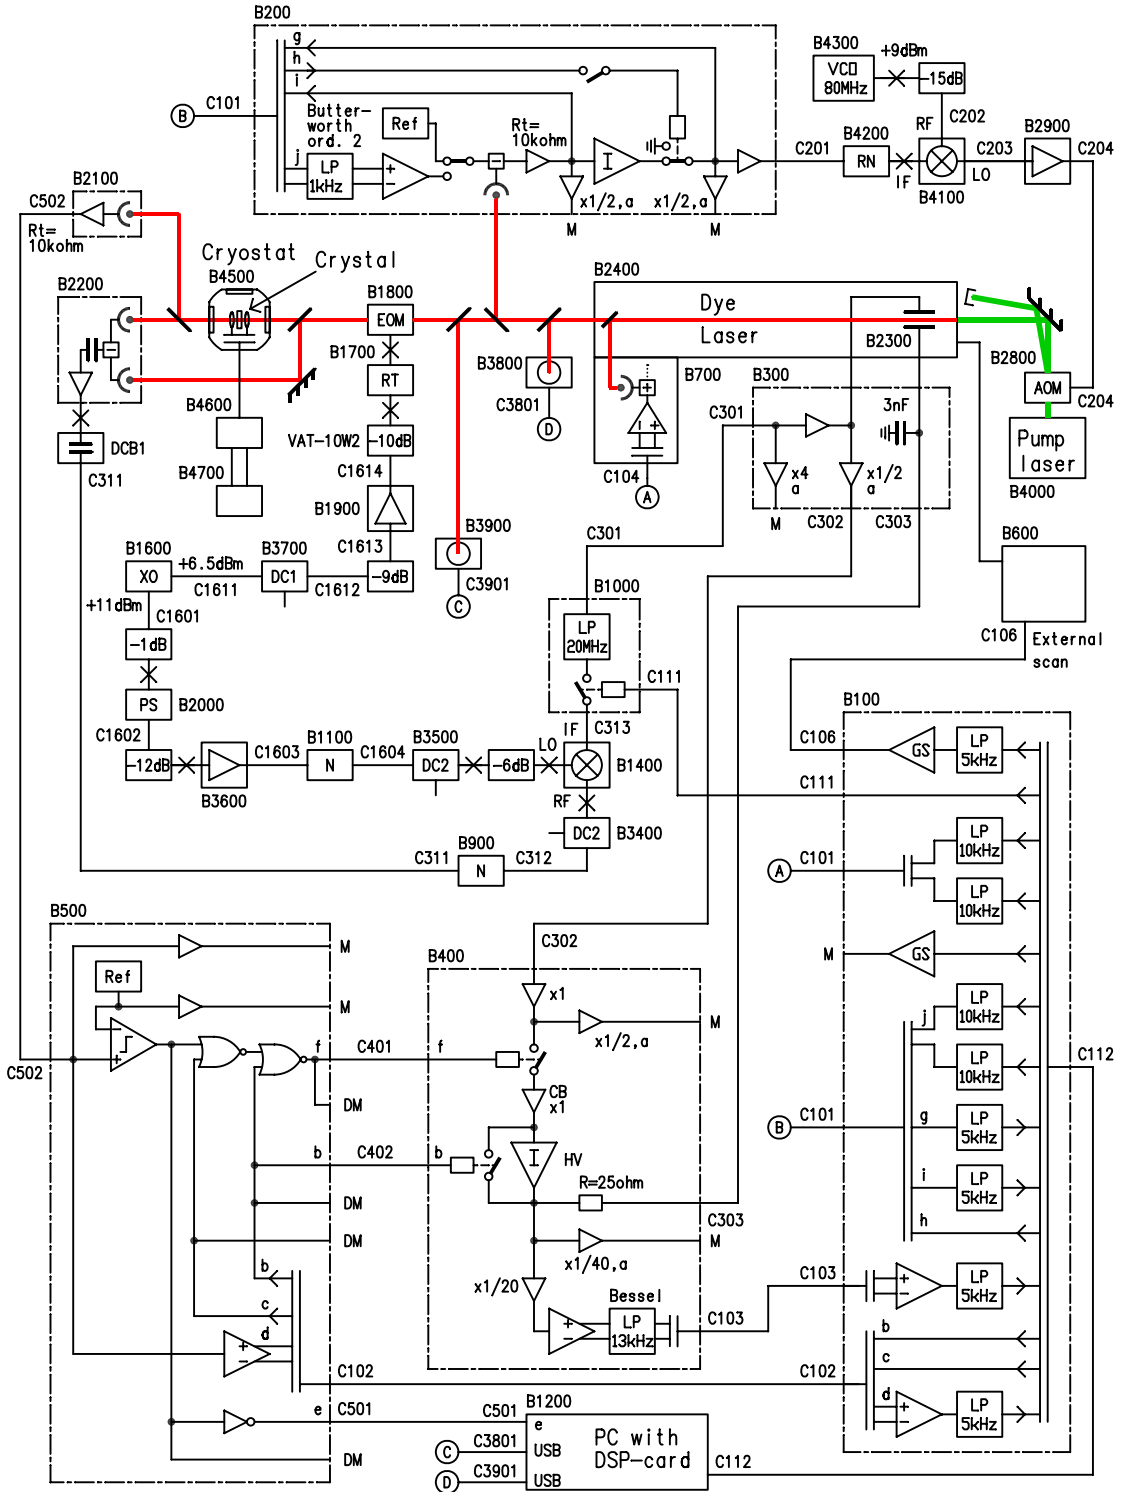 B200
g
h
i
j
B
C101
Butter-
worth
ord. 2
LP
1kHz
Ref
+
−
Rt=
10kohm
I
x1/2,a
x1/2,a
M
M
B4300
+9dBm
VCO
80MHz
−15dB
C202
RF
B4200
B2900
C201
RN
IF
B4100
C203
LO
C204
B2100
C502
Rt=
10kohm
Cryostat
B4500
Crystal
B2200
−
B1800
EOM
B1700
RT
B2400
Dye
Laser
B2300
B2800
AOM
C204
Pump
laser
B4000
B3800
C3801
D
B700
+
− +
C104
A
B300
3nF
C301
x4
a
x1/2
a
M
C302
C303
B4600
B4700
DCB1
C311
VAT-10W2
−10dB
C1614
B1900
C1613
B3900
C3901
C
C301
B600
C106
External
scan
B1600
XO
+6.5dBm
C1611
B3700
DC1
C1612
−9dB
+11dBm
C1601
−1dB
PS
B2000
C1602
−12dB
B3600
C1603
B1100
N
C1604
B3500
DC2
−6dB
LO
B1000
LP
20MHz
C111
IF
C313
B1400
RF
DC2
B3400
C311
B900
N
C312
B100
C106
GS
LP
5kHz
C111
A
C101
LP
10kHz
LP
10kHz
M
GS
j
LP
10kHz
LP
10kHz
C112
B
C101
g
LP
5kHz
i
LP
5kHz
h
C103
+
−
LP
5kHz
b
c
C102
d
+
−
LP
5kHz
B500
M
Ref
M
−
+
C502
f
C401
f
DM
b
C402
b
DM
DM
b
c
d
+
−
C102
e
C501
DM
B400
C302
x1
x1/2,a
M
CB
x1
I
HV
R=25ohm
C303
M
x1/40,a
x1/20
Bessel
+
−
LP
13kHz
C103
B1200
C501
e
C
C3801
USB
D
C3901
USB
PC with
DSP-card
C112